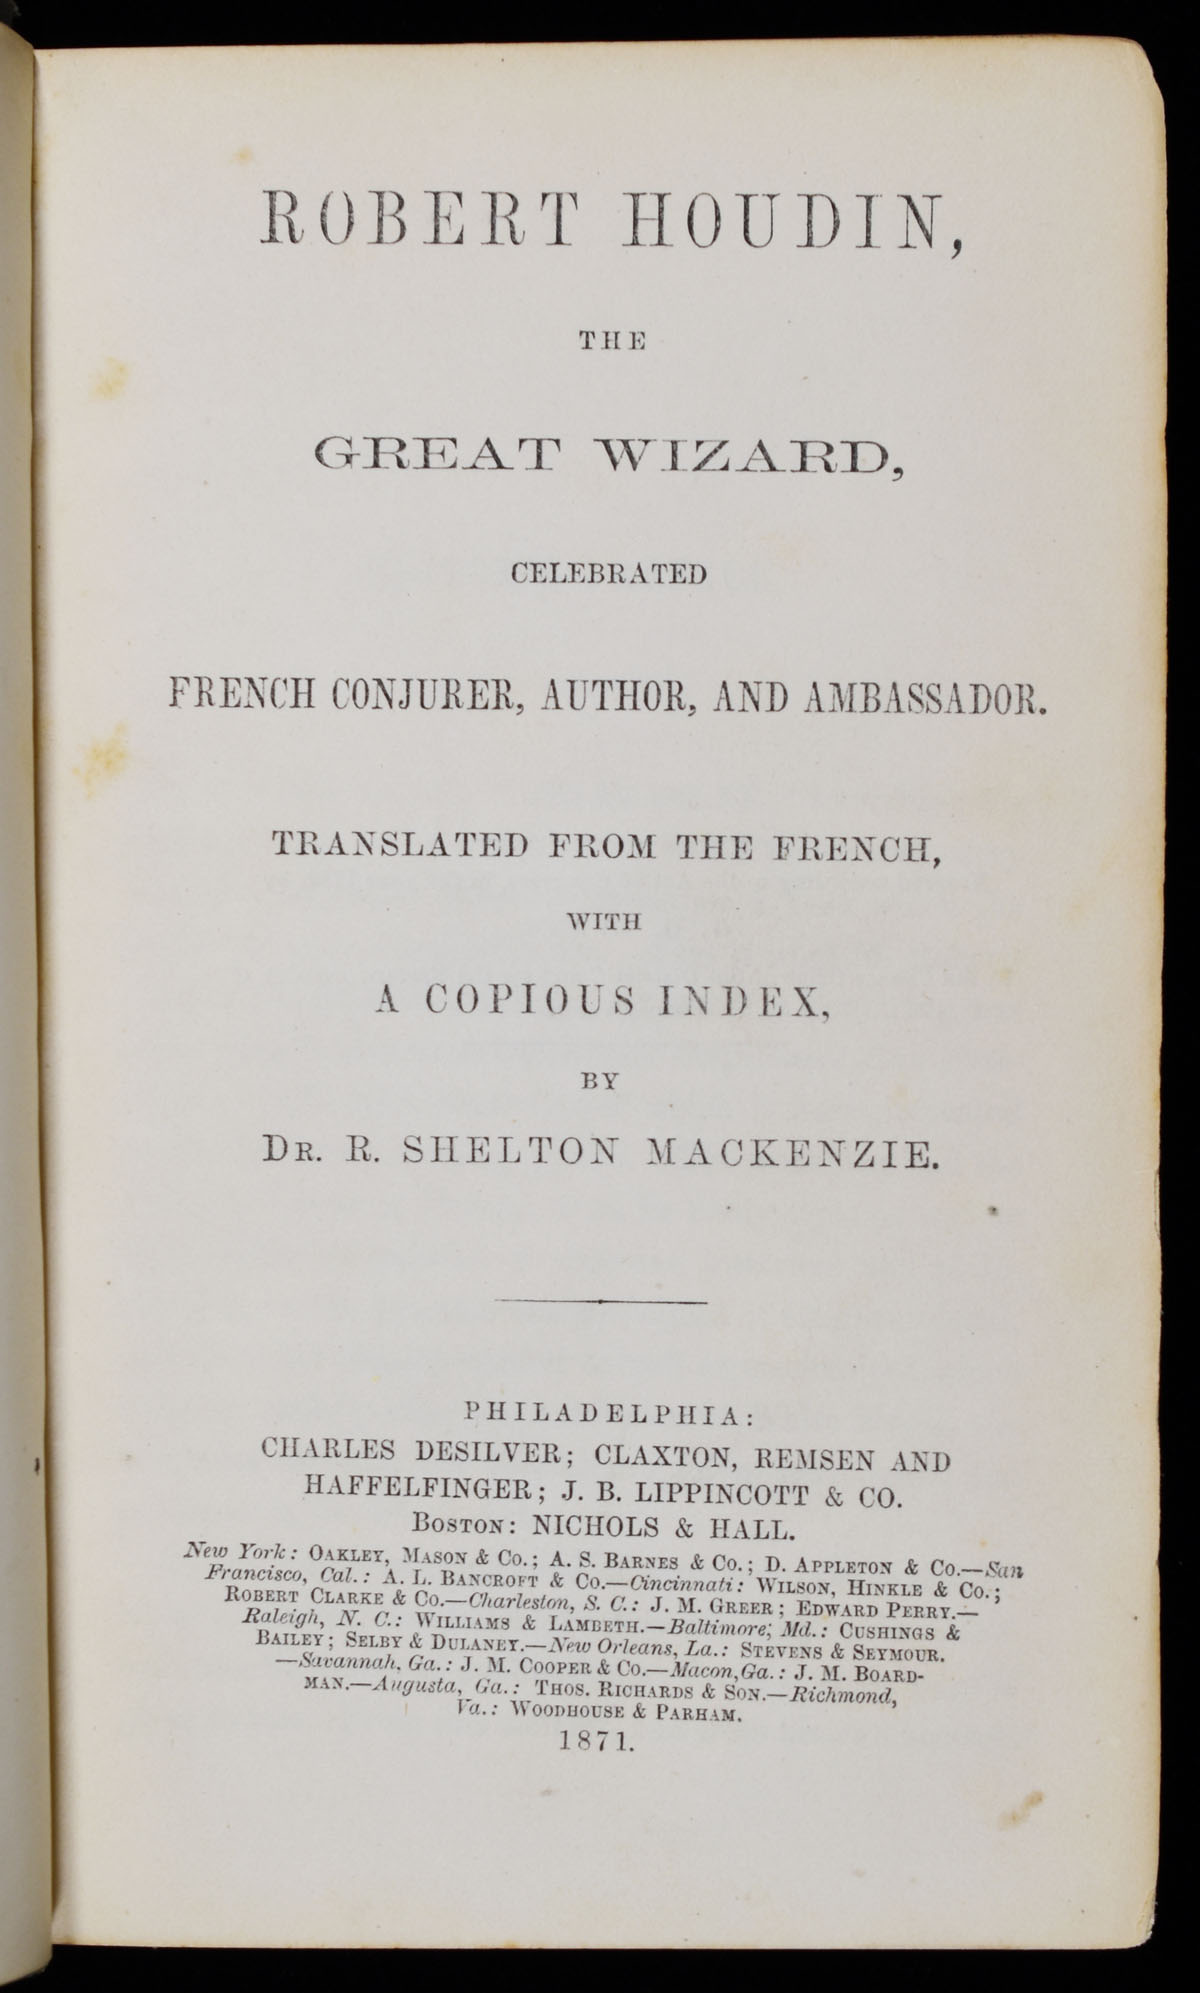 ROBERT HOUDIN,
THE
GREAT WIZARD,
CELEBRATED
FRENCH CONJURER, AUTHOR, AND AMBASSADOR.
TRANSLATED FROM THE FRENCH,
WITH
A COPIOUS INDEX,
BY
DR. R. SHELTON MACKENZIE.
PHILADELPHIA:
CHARLES DESILVER; CLAXTON, REMSEN AND
HAFFELFINGER; J. B. LIPPINCOTT & CO.
BOSTON: NICHOLS & HALL.
New York: OAKLEY, MASON & CO.; A. S. BARNES & CO.; D. APPLETON & CO.—San
Francisco, Cal.: A. L. BANCROFT & CO.—Cincinnati: WILSON, HINKLE & CO.;
ROBERT CLARKE & CO.—Charleston, S. C.: J. M. GREER; EDWARD PERRY.—
Raleigh, N. C.: WILLIAMS & LAMBETH.—Baltimore, Md.: CUSHINGS &
BAILEY; SELBY & DULANEY.—New Orleans, La.: STEVENS & SEYMOUR.
—Savannah, Ga.: J. M. COOPER & CO.—Macon, Ga.: J. M. BOARD-
MAN.—Augusta, Ga.: THOS. RICHARDS & SON.—Richmond,
Va.: WOODHOUSE & PARHAM.
1871.